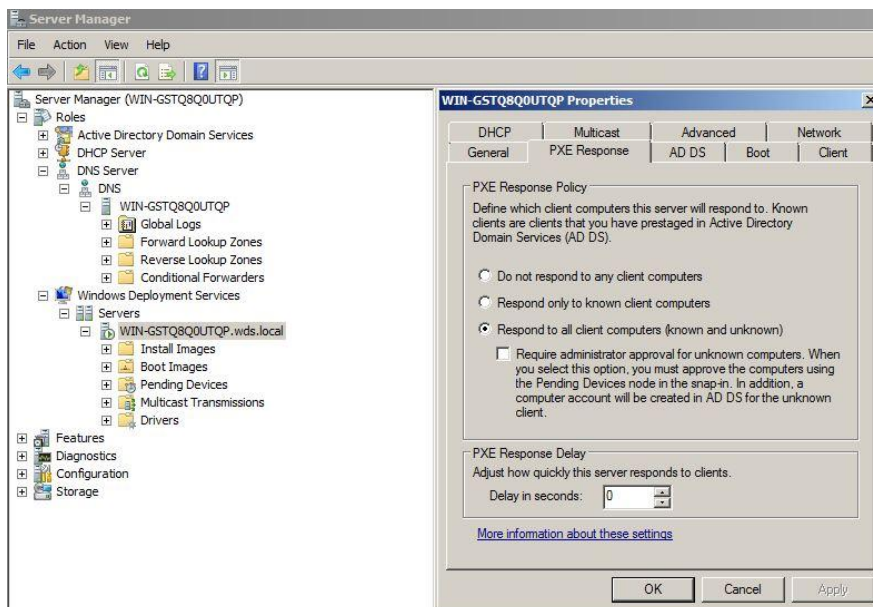 Server Manager
File Action View Help
Server Manager (WIN-GSTQ8Q0UTQP)
Roles
Active Directory Domain Services
DHCP Server
DNS Server
DNS
WIN-GSTQ8Q0UTQP
Global Logs
Forward Lookup Zones
Reverse Lookup Zones
Conditional Forwarders
Windows Deployment Services
Servers
WIN-GSTQ8Q0UTQP.wds.local
Install Images
Boot Images
Pending Devices
Multicast Transmissions
Drivers
Features
Diagnostics
Configuration
Storage
WIN-GSTQ8Q0UTQP Properties
DHCP Multicast Advanced Network
General PXE Response AD DS Boot Client
PXE Response Policy
Define which client computers this server will respond to. Known
clients are clients that you have prestaged in Active Directory
Domain Services (AD DS).
Do not respond to any client computers
Respond only to known client computers
Respond to all client computers (known and unknown)
Require administrator approval for unknown computers. When
you select this option, you must approve the computers using
the Pending Devices node in the snap-in. In addition, a
computer account will be created in AD DS for the unknown
client.
PXE Response Delay
Adjust how quickly this server responds to clients.
Delay in seconds: 0
More information about these settings
OK Cancel Apply